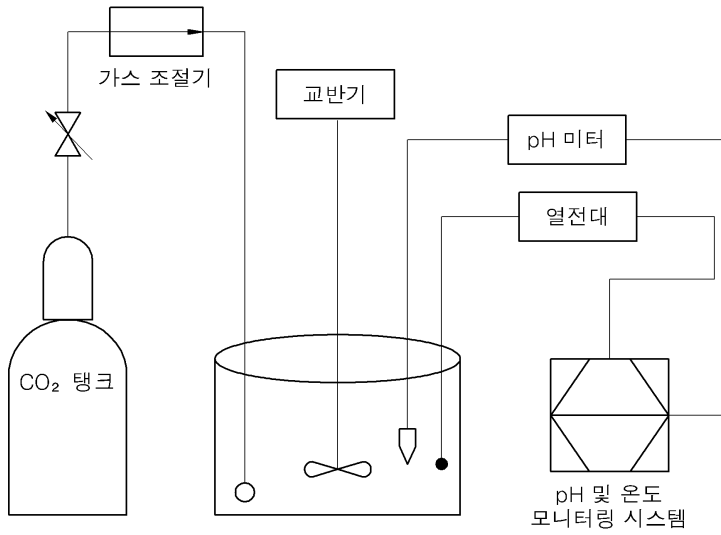 가스 조절기
교반기
pH 미터
열전대
CO₂ 탱크
pH 및 온도
모니터링 시스템